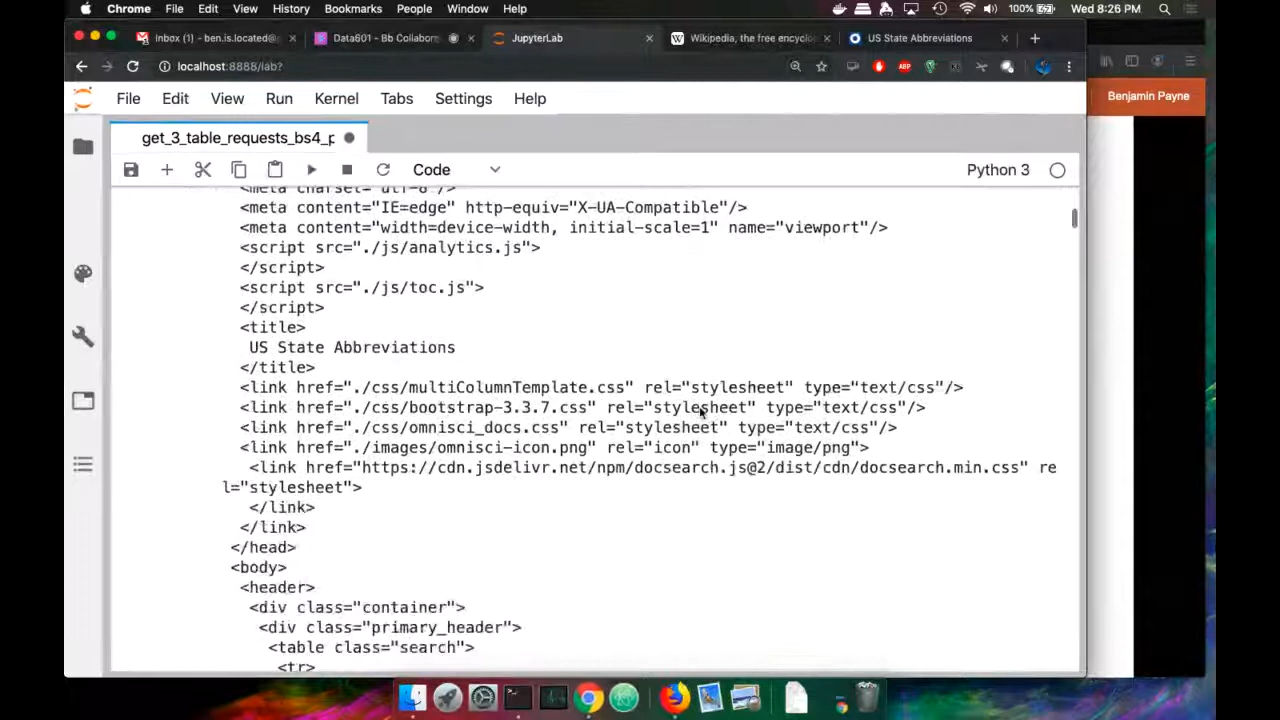 Chrome File Edit View History Bookmarks People Window Help 100% Wed 8:26 PM
Inbox (1) - ben.is.located@ Data601 - Bb Collabor JupyterLab Wikipedia, the free encyclo US State Abbreviations
localhost:8888/lab?
File Edit View Run Kernel Tabs Settings Help
Benjamin Payne
get_3_table_requests_bs4_p
Code Python 3
<meta charset="utf-8"/>
<meta content="IE=edge" http-equiv="X-UA-Compatible"/>
<meta content="width=device-width, initial-scale=1" name="viewport"/>
<script src="./js/analytics.js">
</script>
<script src="./js/toc.js">
</script>
<title>
US State Abbreviations
</title>
<link href="./css/multiColumnTemplate.css" rel="stylesheet" type="text/css"/>
<link href="./css/bootstrap-3.3.7.css" rel="stylesheet" type="text/css"/>
<link href="./css/omnisci_docs.css" rel="stylesheet" type="text/css"/>
<link href="./images/omnisci-icon.png" rel="icon" type="image/png">
<link href="https://cdn.jsdelivr.net/npm/docsearch.js@2/dist/cdn/docsearch.min.css" re
l="stylesheet">
</link>
</link>
</head>
<body>
<header>
<div class="container">
<div class="primary_header">
<table class="search">
<tr>